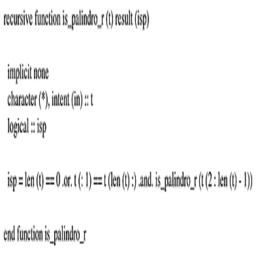 recursive function is_palindro_r (t) result (isp)
implicit none
character (*), intent (in) :: t
logical :: isp
isp = len (t) == 0 .or. t (: 1) == t (len (t) :) .and. is_palindro_r (t (2 : len (t) - 1))
end function is_palindro_r